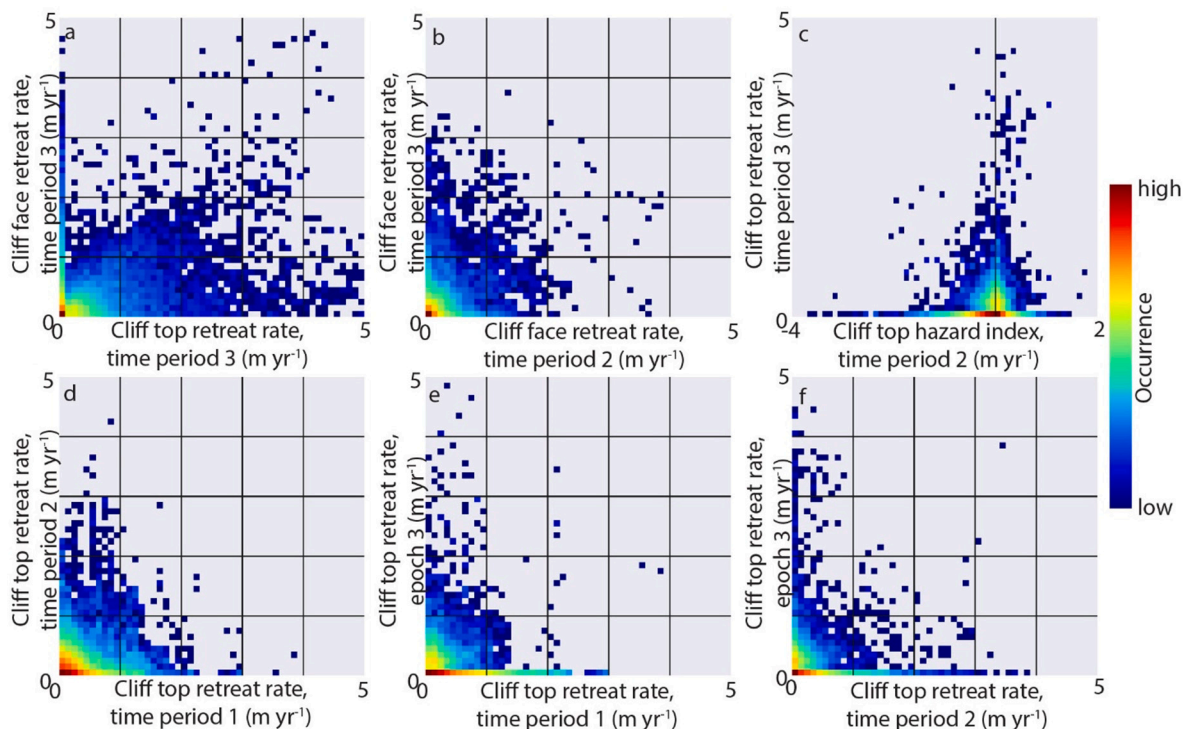 5
a
Cliff face retreat rate,
time period 3 (m yr⁻¹)
0
0
Cliff top retreat rate,
time period 3 (m yr⁻¹)
5
5
b
Cliff face retreat rate,
time period 3 (m yr⁻¹)
0
0
Cliff face retreat rate,
time period 2 (m yr⁻¹)
5
5
c
Cliff top retreat rate,
time period 3 (m yr⁻¹)
0
-4
Cliff top hazard index,
time period 2 (m yr⁻¹)
2
high
Occurrence
low
5
d
Cliff top retreat rate,
time period 2 (m yr⁻¹)
0
0
Cliff top retreat rate,
time period 1 (m yr⁻¹)
5
5
e
Cliff top retreat rate,
epoch 3 (m yr⁻¹)
0
0
Cliff top retreat rate,
time period 1 (m yr⁻¹)
5
5
f
Cliff top retreat rate,
epoch 3 (m yr⁻¹)
0
0
Cliff top retreat rate,
time period 2 (m yr⁻¹)
5